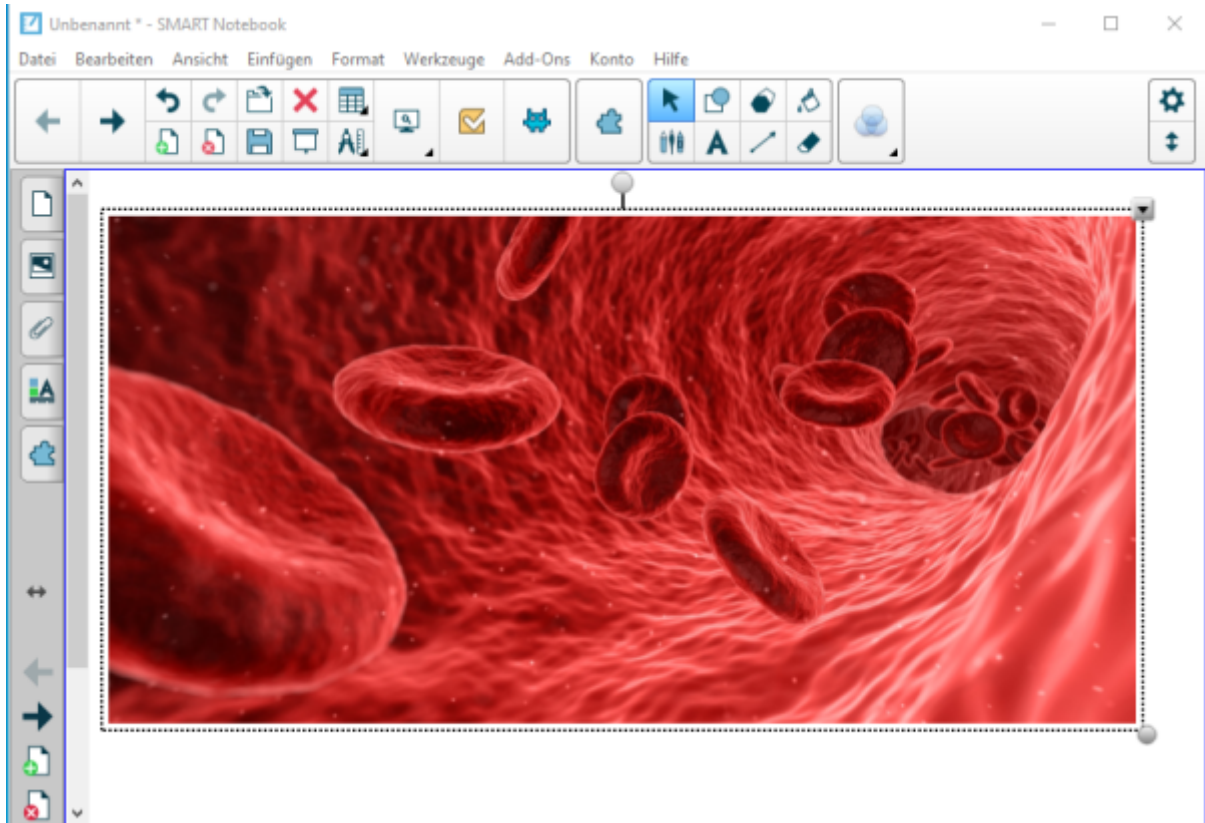 Unbenannt * - SMART Notebook
Datei Bearbeiten Ansicht Einfügen Format Werkzeuge Add-Ons Konto Hilfe